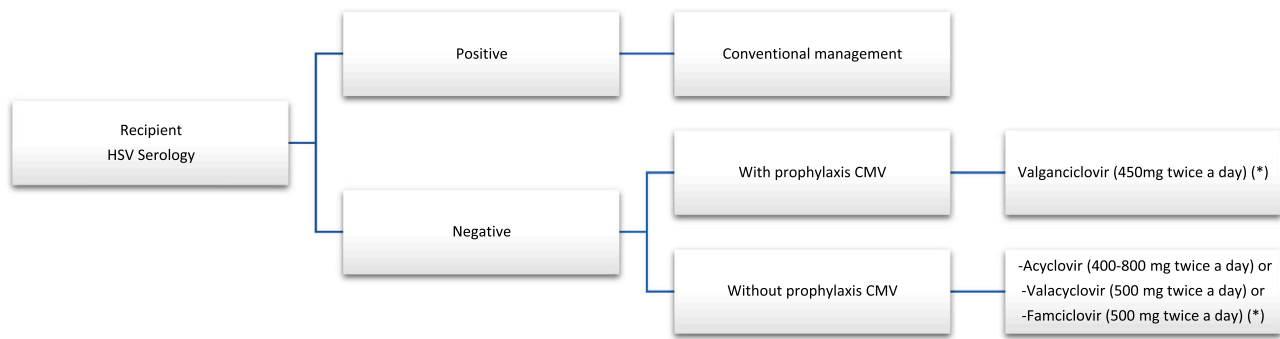 Recipient
HSV Serology
Positive
Conventional management
Negative
With prophylaxis CMV
Valganciclovir (450mg twice a day) (*)
Without prophylaxis CMV
-Acyclovir (400-800 mg twice a day) or
-Valacyclovir (500 mg twice a day) or
-Famciclovir (500 mg twice a day) (*)